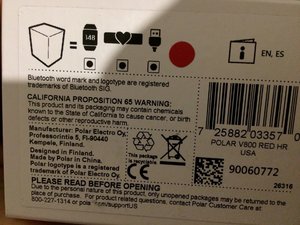 148
EN, ES
Bluetooth word mark and logotype are registered
trademarks of Bluetooth SIG.
CALIFORNIA PROPOSITION 65 WARNING:
This product and its packaging may contain chemicals
known to the State of California to cause cancer, or birth
defects or other reproductive harm.
Manufacturer: Polar Electro Oy,
Professorintie 5, FI-90440
Kempele, Finland.
Designed in Finland.
Made by Polar in China.
Polar logotype is a registered
trademark of Polar Electro Oy.
This package is recyclable.
7 25882 03357 0
POLAR V800 RED HR
USA
90060772
26316
PLEASE READ BEFORE OPENING
Due to the personal nature of this product, only unopened boxes may be returned to
for product related questions, contact Polar Customer Care at
800-227-1314 or polar.com/support/US